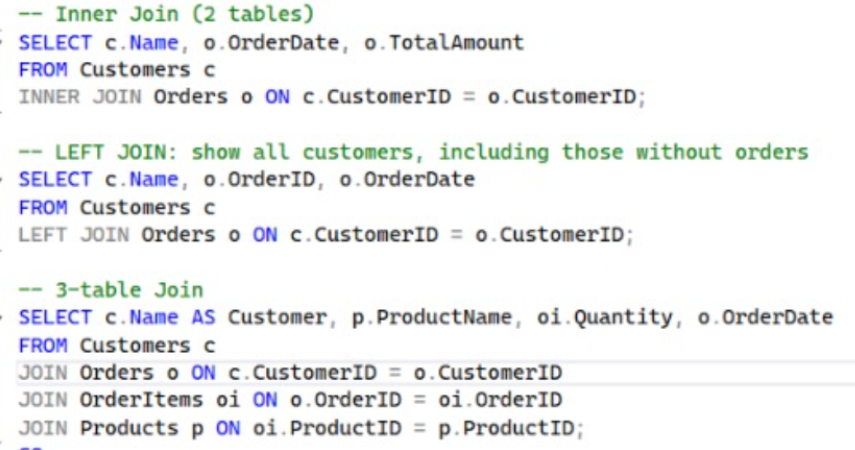 -- Inner Join (2 tables)
SELECT c.Name, o.OrderDate, o.TotalAmount
FROM Customers c
INNER JOIN Orders o ON c.CustomerID = o.CustomerID;
-- LEFT JOIN: show all customers, including those without orders
SELECT c.Name, o.OrderID, o.OrderDate
FROM Customers c
LEFT JOIN Orders o ON c.CustomerID = o.CustomerID;
-- 3-table Join
SELECT c.Name AS Customer, p.ProductName, oi.Quantity, o.OrderDate
FROM Customers c
JOIN Orders o ON c.CustomerID = o.CustomerID
JOIN OrderItems oi ON o.OrderID = oi.OrderID
JOIN Products p ON oi.ProductID = p.ProductID;